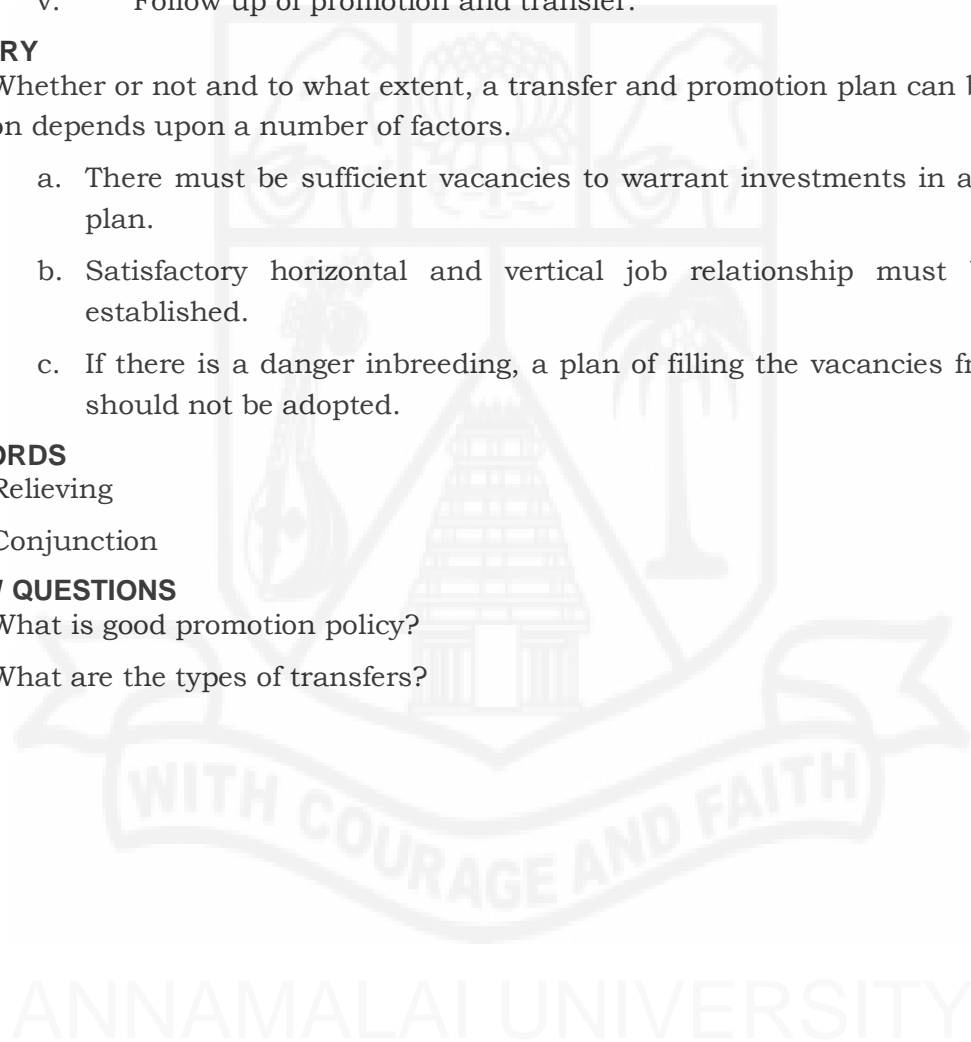 v. Follow up of promotion and transfer.
RY
Whether or not and to what extent, a transfer and promotion plan can b
on depends upon a number of factors.
a. There must be sufficient vacancies to warrant investments in a
plan.
b. Satisfactory horizontal and vertical job relationship must b
established.
c. If there is a danger inbreeding, a plan of filling the vacancies fr
should not be adopted.
ORDS
Relieving
Conjunction
W QUESTIONS
What is good promotion policy?
What are the types of transfers?
WITH COURAGE AND FAITH
ANNAMALAI UNIVERSITY